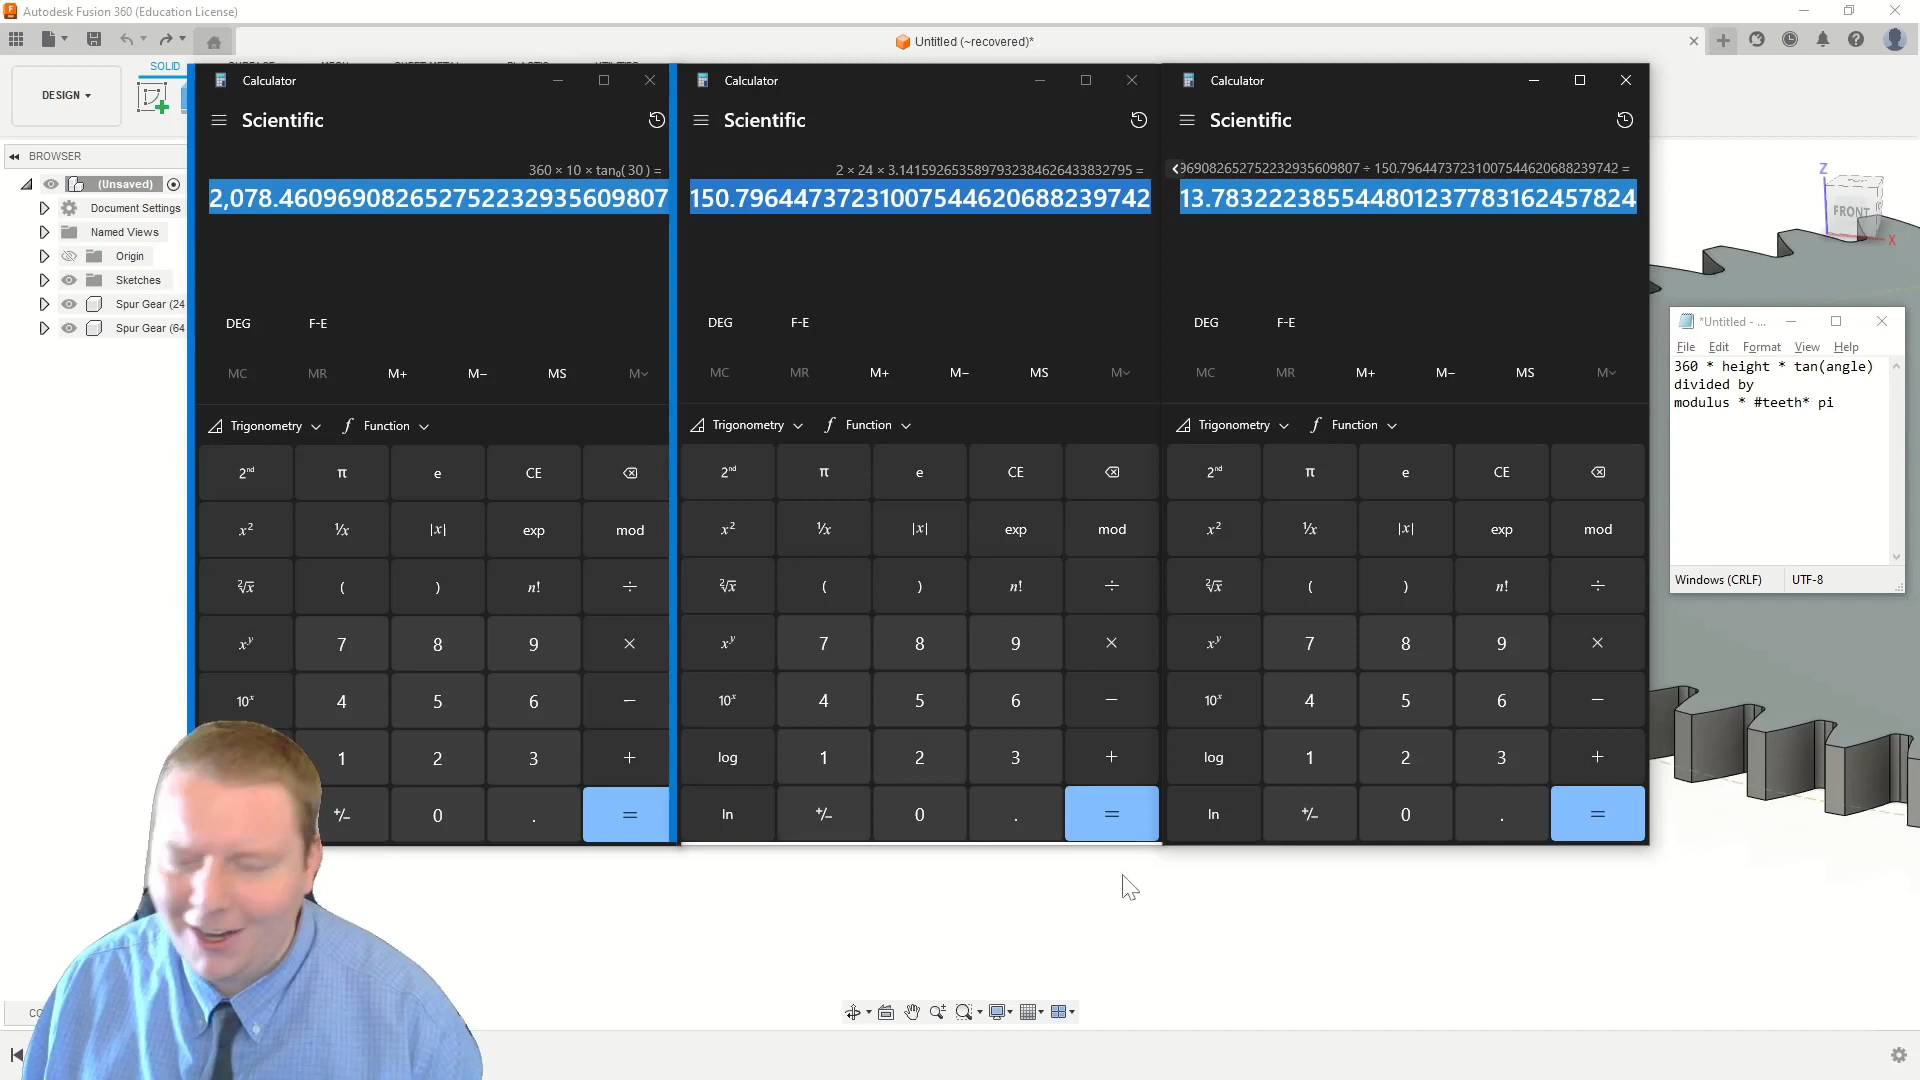 Autodesk Fusion 360 (Education License)
Untitled (~recovered)*
SOLID
DESIGN
BROWSER
(Unsaved)
Document Settings
Named Views
Origin
Sketches
Spur Gear (24
Spur Gear (64
Calculator
Scientific
360 × 10 × tan₀( 30 ) =
2,078.4609690826527522329356098​07
DEG
F-E
MC
MR
M+
M−
MS
M
Trigonometry
Function
2nd
π
e
CE
x²
¹⁄x
|x|
exp
mod
²√x
(
)
n!
÷
xʸ
7
8
9
×
10ˣ
4
5
6
−
1
2
3
+
+/−
0
.
=
Calculator
Scientific
2 × 24 × 3.1415926535897932384626433832795 =
150.79644737231007544620688239742
DEG
F-E
MC
MR
M+
M−
MS
M
Trigonometry
Function
2nd
π
e
CE
x²
¹⁄x
|x|
exp
mod
²√x
(
)
n!
÷
xʸ
7
8
9
×
10ˣ
4
5
6
−
log
1
2
3
+
ln
+/−
0
.
=
Calculator
Scientific
96908265275​2232935609807 ÷ 150.79644737231007544620688239742 =
13.783222385544801237783162457824
DEG
F-E
MC
MR
M+
M−
MS
M
Trigonometry
Function
2nd
π
e
CE
x²
¹⁄x
|x|
exp
mod
²√x
(
)
n!
÷
xʸ
7
8
9
×
10ˣ
4
5
6
−
log
1
2
3
+
ln
+/−
0
.
=
Z
FRONT
X
*Untitled - ...
File Edit Format View Help
360 * height * tan(angle)
divided by
modulus * #teeth* pi
Windows (CRLF)
UTF-8